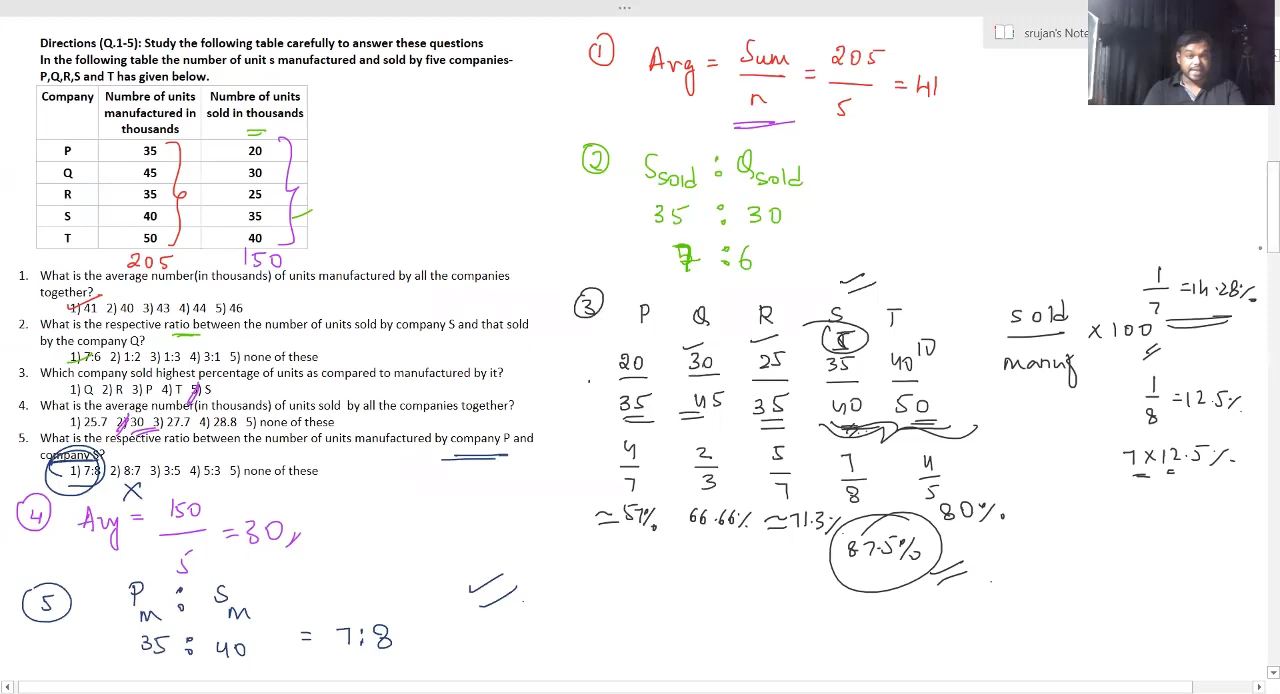 Directions (Q.1-5): Study the following table carefully to answer these questions
In the following table the number of unit s manufactured and sold by five companies-
P,Q,R,S and T has given below.
Company Numbre of units manufactured in thousands Numbre of units sold in thousands
P 35 20
Q 45 30
R 35 25
S 40 35
T 50 40
205 150
1. What is the average number(in thousands) of units manufactured by all the companies
together?
1) 41 2) 40 3) 43 4) 44 5) 46
2. What is the respective ratio between the number of units sold by company S and that sold
by the company Q?
1) 7:6 2) 1:2 3) 1:3 4) 3:1 5) none of these
3. Which company sold highest percentage of units as compared to manufactured by it?
1) Q 2) R 3) P 4) T 5) S
4. What is the average number(in thousands) of units sold by all the companies together?
1) 25.7 2) 30 3) 27.7 4) 28.8 5) none of these
5. What is the respective ratio between the number of units manufactured by company P and
company S?
1) 7:8 2) 8:7 3) 3:5 4) 5:3 5) none of these
4 Avg = 150/5 = 30
5 P M : S M
35 : 40 = 7:8
1 Avg = Sum/n = 205/5 = 41
2 S sold : Q sold
35 : 30
7 : 6
3 P Q R S T
20/35 30/45 25/35 35/40 40/50
4/7 2/3 5/7 7/8 4/5
≈57% 66.66% ≈71.3% 87.5% 80%
sold/manuf x 100
1/7 = 14.28%
1/8 = 12.5%
7 x 12.5%
srujan's Note